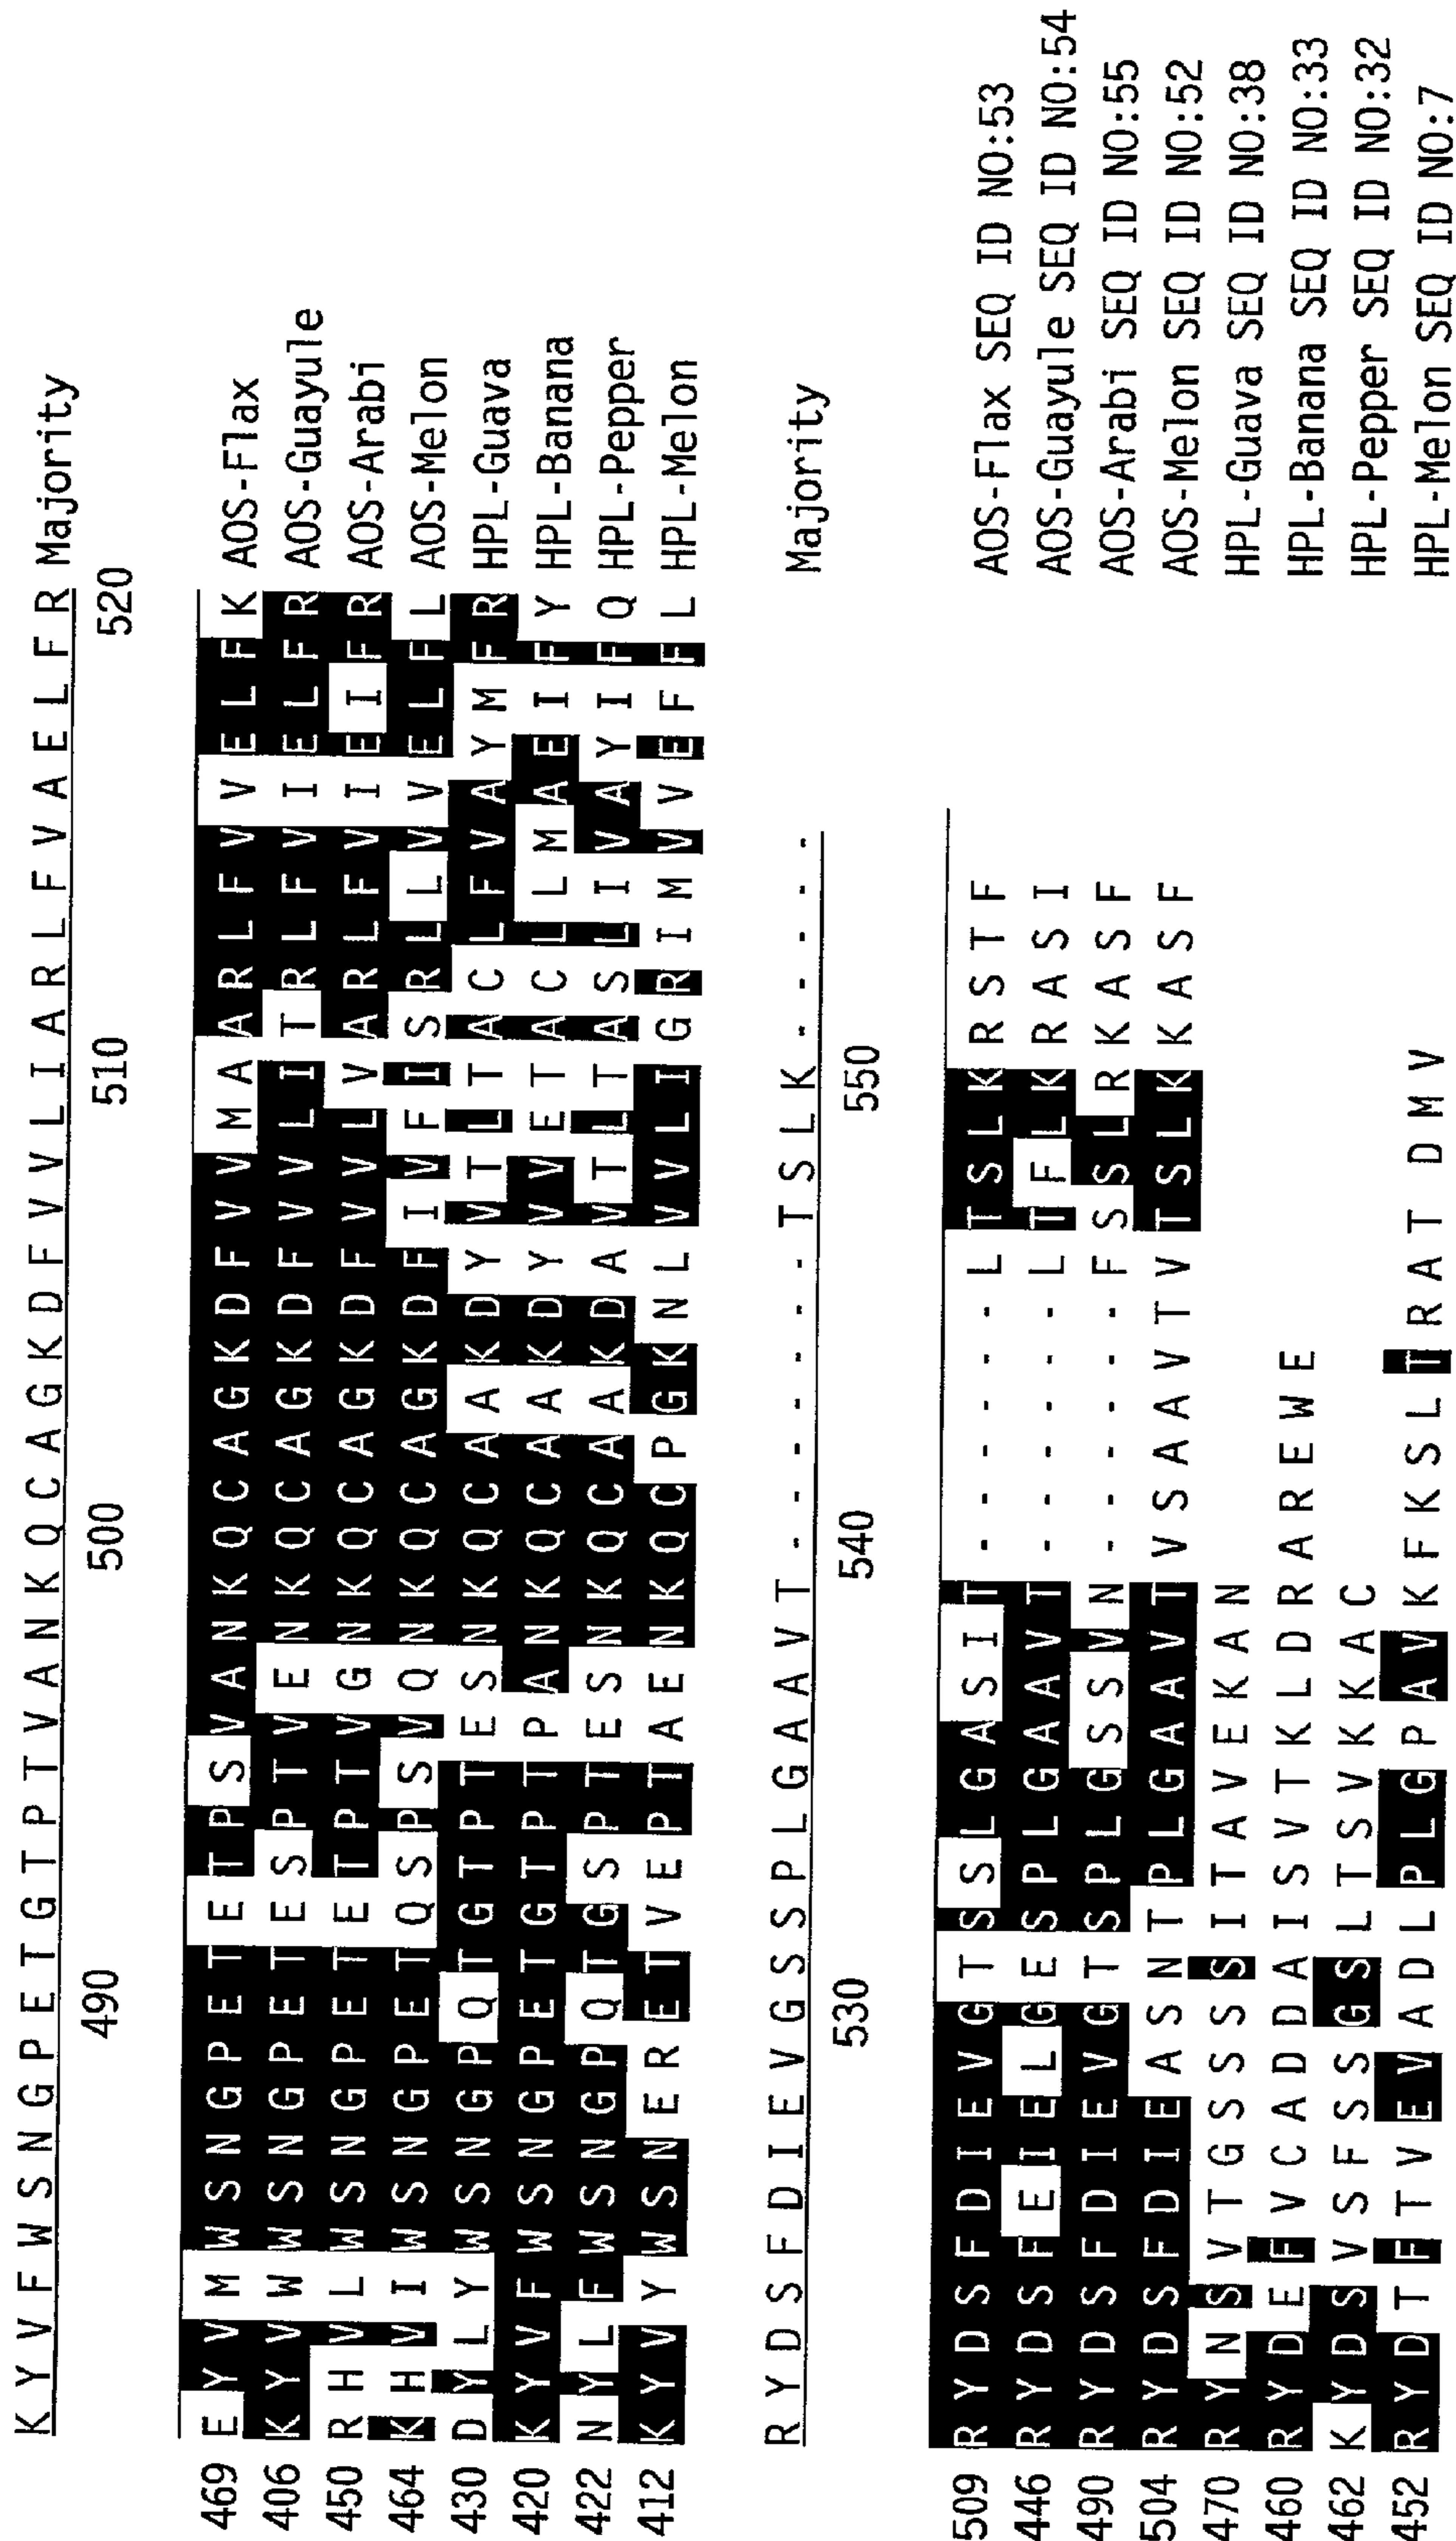 K Y V F W S N G P E T G T P T V A N K Q C A G K D F V V L I A R L F V A E L F R Majority
490 500 510 520
469 E Y V M W S N G P E T E T P S V A N K Q C A G K D F V V M A A R L F V V E L F K AOS-Flax
406 K Y V W W S N G P E T E S P T V E N K Q C A G K D F V V L I T R L F V I E L F R AOS-Guayule
450 R H V L W S N G P E T E T P T V G N K Q C A G K D F V V L V A R L F V I E I F R AOS-Arabi
464 K H V I W S N G P E T Q S P S V Q N K Q C A G K D F I V F I S R L L V V E L F L AOS-Melon
430 D Y L Y W S N G P Q T G T P T E S N K Q C A A K D Y V T L T A C L F V A Y M F R HPL-Guava
420 K Y V F W S N G P E T G T P T P A N K Q C A A K D Y V V E T A C L L M A E I F Y HPL-Banana
422 N Y L F W S N G P Q T G S P T E S N K Q C A A K D A V T L T A S L I V A Y I F Q HPL-Pepper
412 K Y V Y W S N E R E T V E P T A E N K Q C P G K N L V V L I G R I M V V E F F L HPL-Melon
R Y D S F D I E V G S S P L G A A V T - - - - - - - T S L K - - - - - Majority
530 540 550
509 R Y D S F D I E V G T S S L G A S I T - - - - - - L T S L K R S T F AOS-Flax SEQ ID NO:53
446 R Y D S F E I E L G E S P L G A A V T - - - - - - L T F L K R A S I AOS-Guayule SEQ ID NO:54
490 R Y D S F D I E V G T S P L G S S V N - - - - - - F S S L R K A S F AOS-Arabi SEQ ID NO:55
504 R Y D S F D I E A S N T P L G A A V T V S A A V T V T S L K K A S F AOS-Melon SEQ ID NO:52
470 R Y N S V T G S S S S I T A V E K A N HPL-Guava SEQ ID NO:38
460 R Y D E F V C A D D A I S V T K L D R A R E W E HPL-Banana SEQ ID NO:33
462 K Y D S V S F S S G S L T S V K K A C HPL-Pepper SEQ ID NO:32
452 R Y D T F T V E V A D L P L G P A V K F K S L T R A T D M V HPL-Melon SEQ ID NO:7